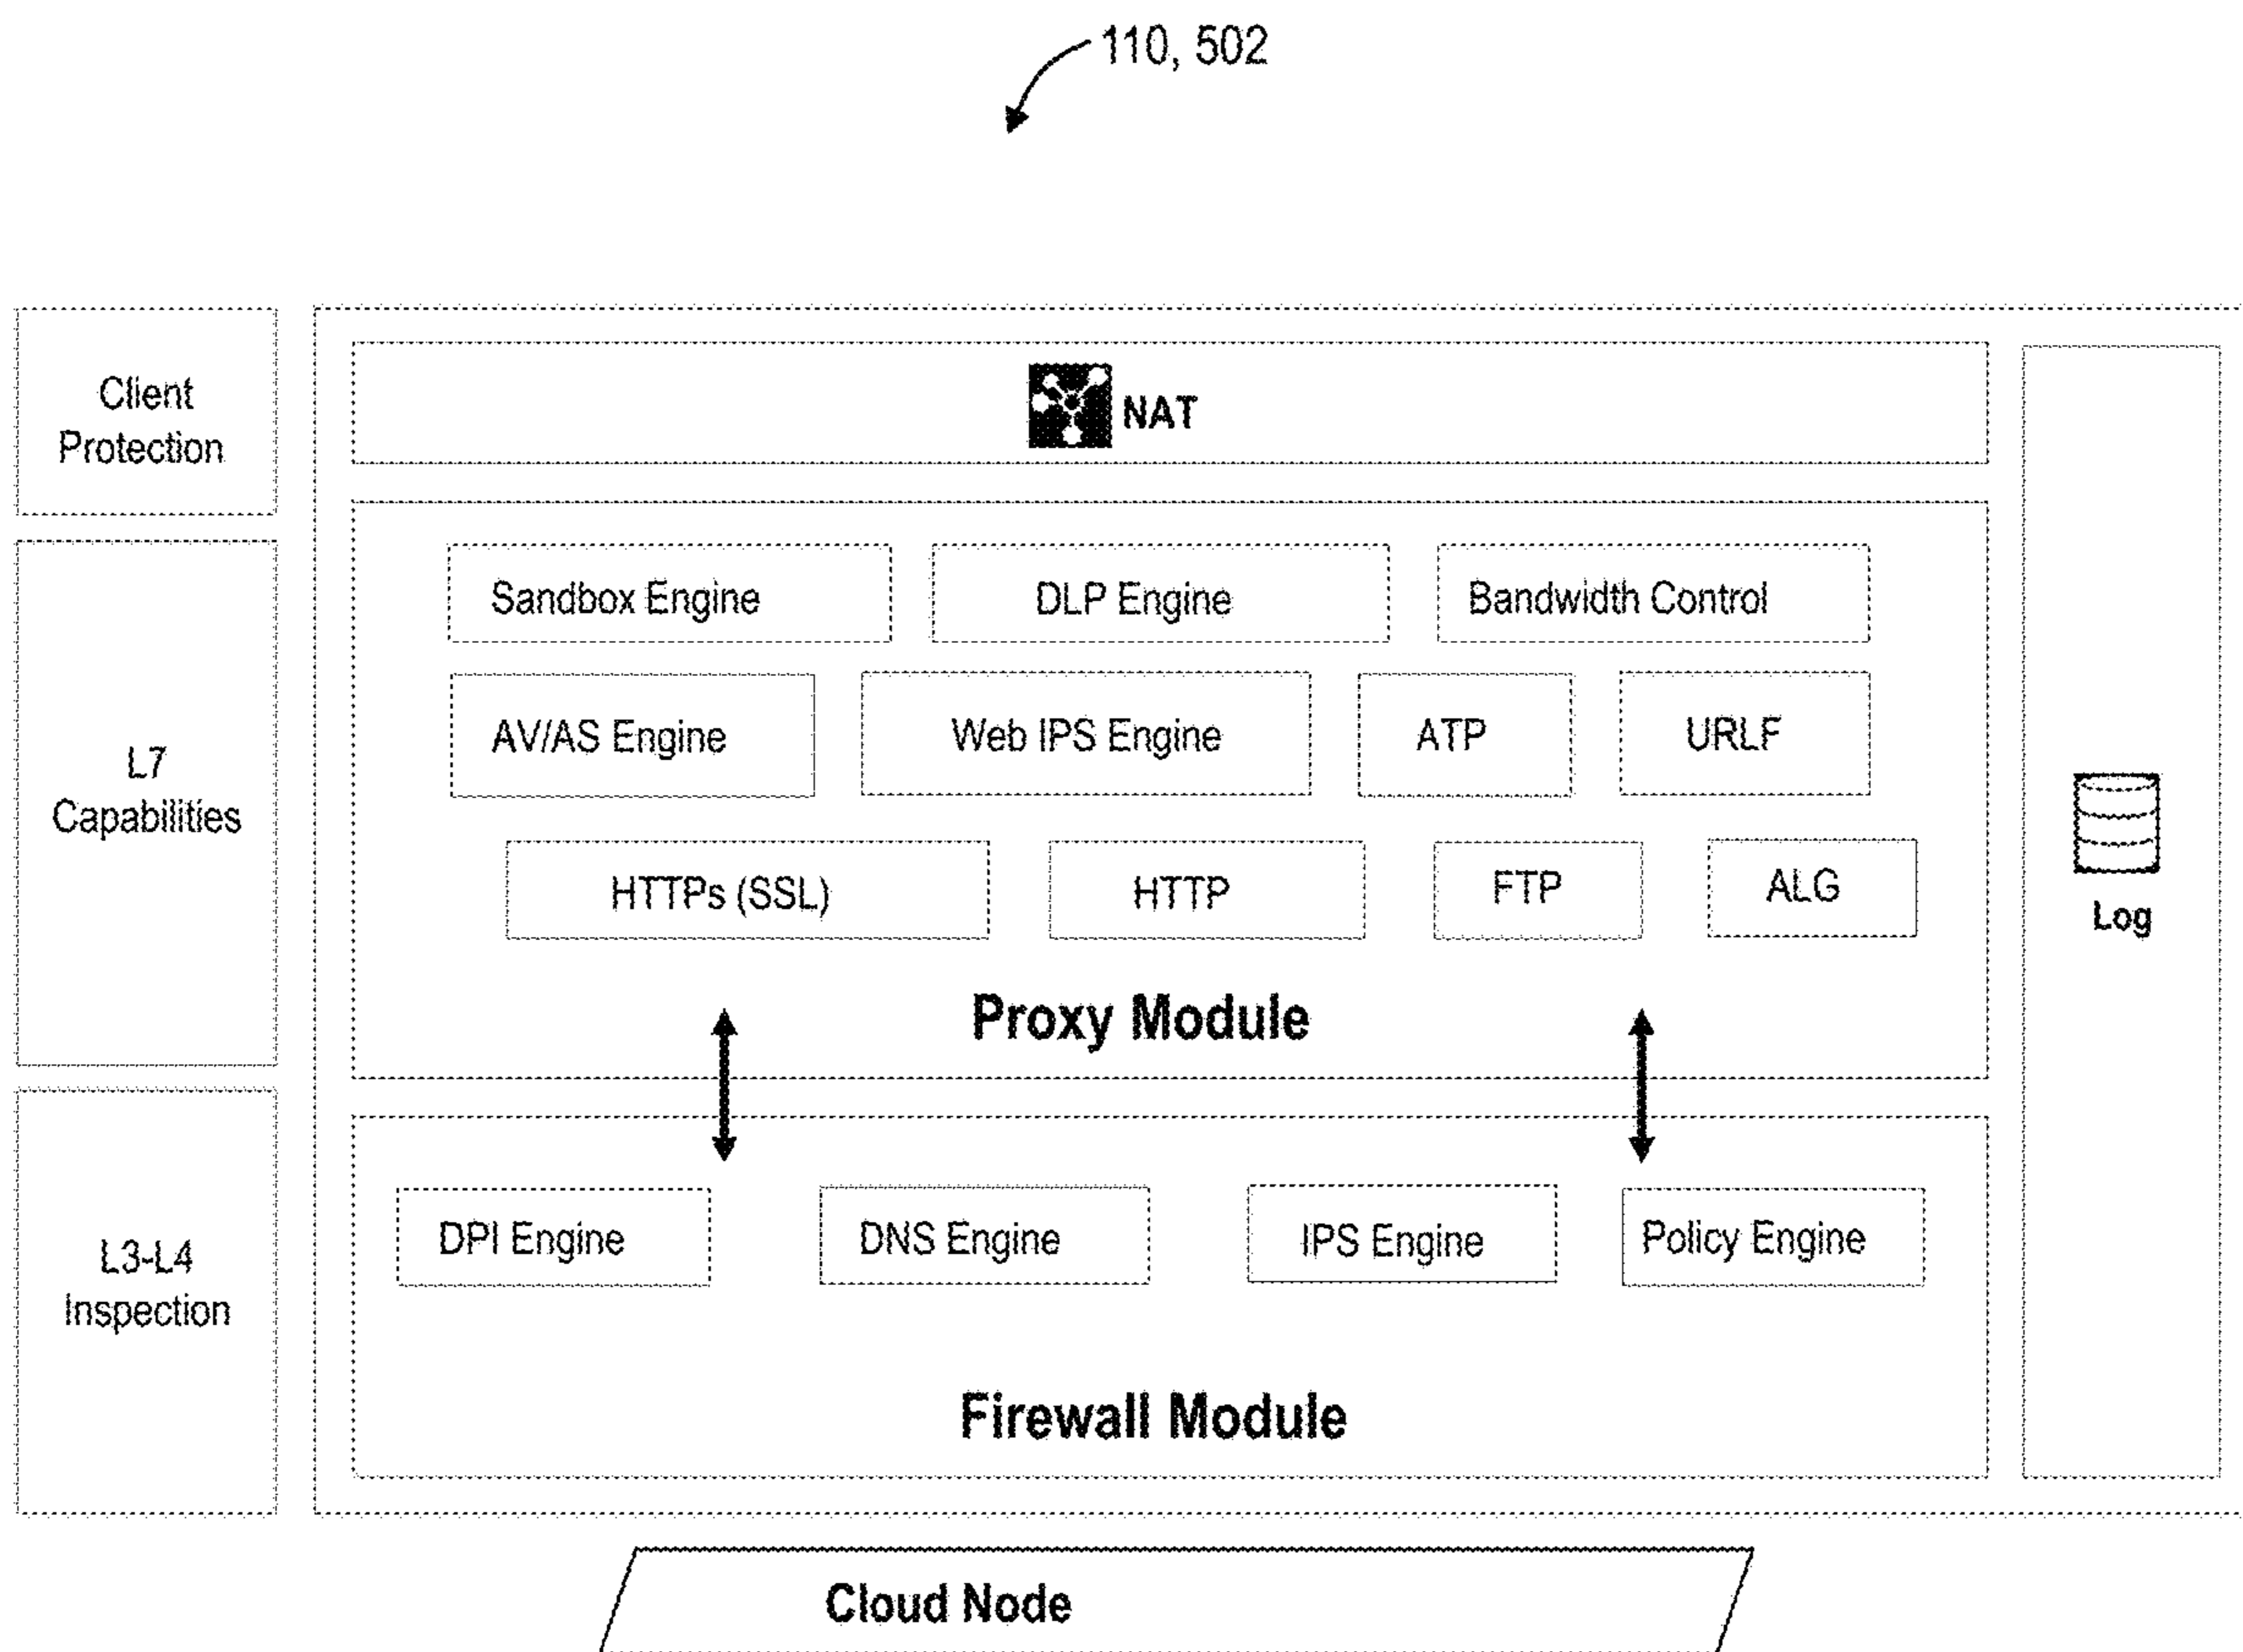 110, 502
Client
Protection
NAT
L7
Capabilities
Sandbox Engine
DLP Engine
Bandwidth Control
AV/AS Engine
Web IPS Engine
ATP
URLF
HTTPs (SSL)
HTTP
FTP
ALG
Proxy Module
Log
L3-L4
Inspection
DPI Engine
DNS Engine
IPS Engine
Policy Engine
Firewall Module
Cloud Node